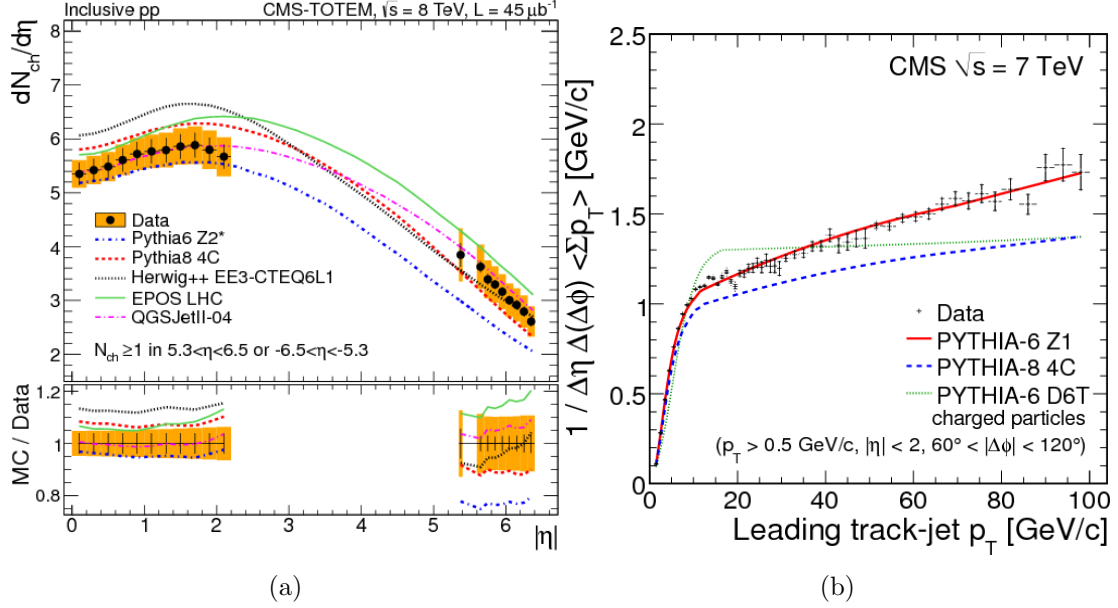 Inclusive pp
CMS-TOTEM, √s = 8 TeV, L = 45 μb⁻¹
dN_ch/dη
8
7
6
5
4
3
2
1
0
Data
Pythia6 Z2*
Pythia8 4C
Herwig++ EE3-CTEQ6L1
EPOS LHC
QGSJetII-04
N_ch ≥1 in 5.3<η<6.5 or -6.5<η<-5.3
MC / Data
1.2
1
0.8
0 1 2 3 4 5 6
|η|
(a)
1 / Δη Δ(Δϕ) <Σp_T> [GeV/c]
2.5
2
1.5
1
0.5
0
CMS √s = 7 TeV
Data
PYTHIA-6 Z1
PYTHIA-8 4C
PYTHIA-6 D6T
charged particles
(p_T > 0.5 GeV/c, |η| < 2, 60° < |Δϕ| < 120°)
0 20 40 60 80 100
Leading track-jet p_T [GeV/c]
(b)